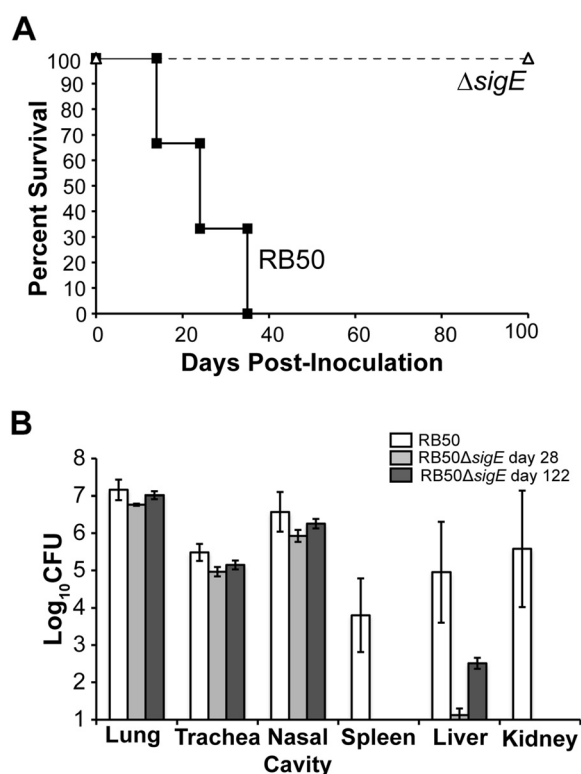 A
100
90
80
70
60
50
40
30
20
10
0
Percent Survival
ΔsigE
RB50
0 20 40 60 80 100
Days Post-Inoculation
B
RB50
RB50ΔsigE day 28
RB50ΔsigE day 122
8
7
6
5
4
3
2
1
Log10CFU
Lung Trachea Nasal Spleen Liver Kidney
Cavity